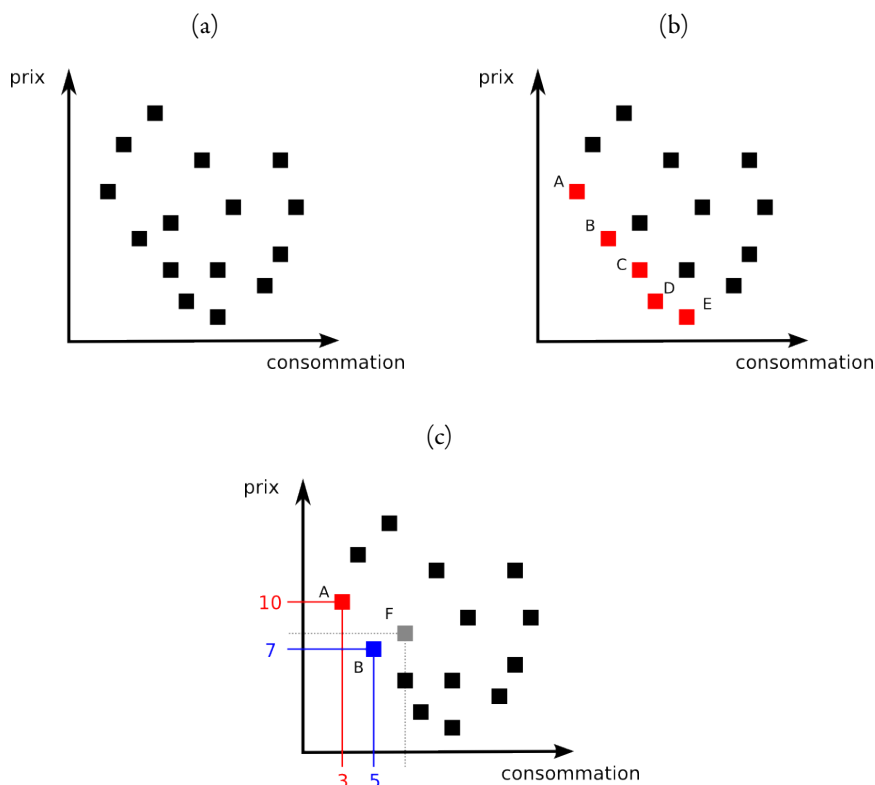 (a)
prix
consommation
(b)
prix
A
B
C
D
E
consommation
(c)
prix
A
10
F
7
B
3
5
consommation